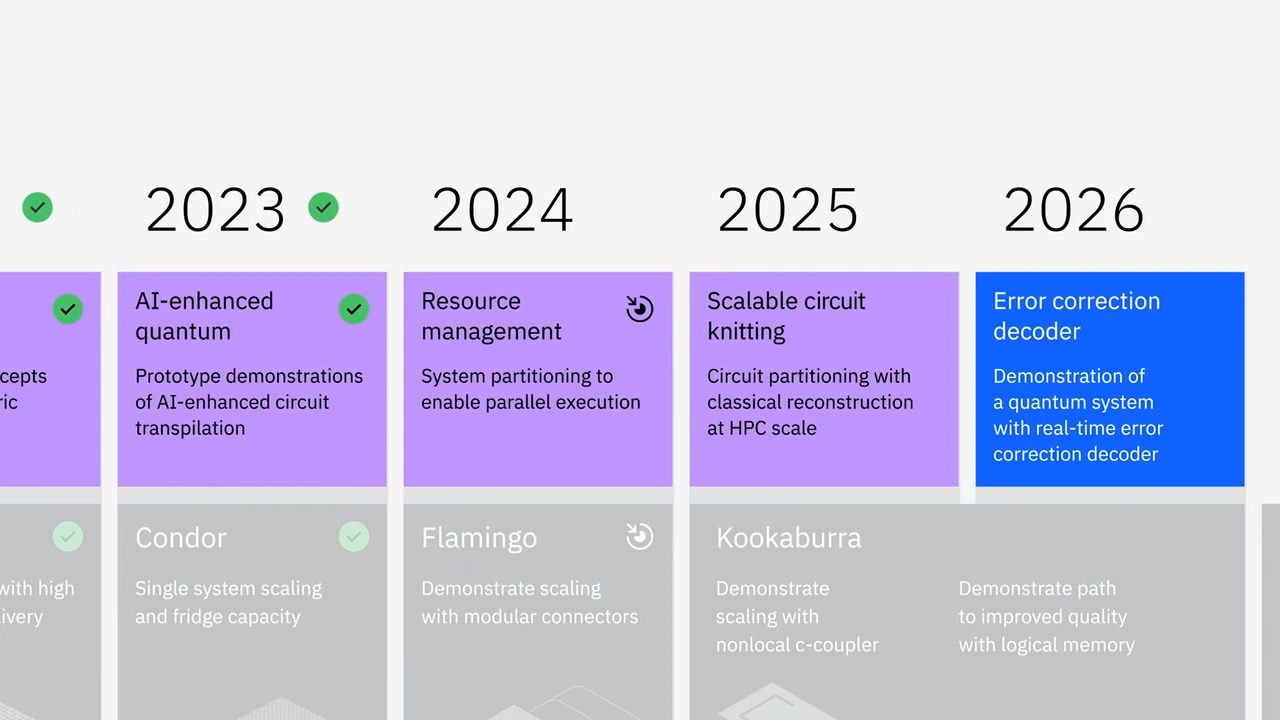 2023
2024
2025
2026
AI-enhanced
quantum
Prototype demonstrations
of AI-enhanced circuit
transpilation
Resource
management
System partitioning to
enable parallel execution
Scalable circuit
knitting
Circuit partitioning with
classical reconstruction
at HPC scale
Error correction
decoder
Demonstration of
a quantum system
with real-time error
correction decoder
with high
Condor
Single system scaling
and fridge capacity
Flamingo
Demonstrate scaling
with modular connectors
Kookaburra
Demonstrate
scaling with
nonlocal c-coupler
Demonstrate path
to improved quality
with logical memory